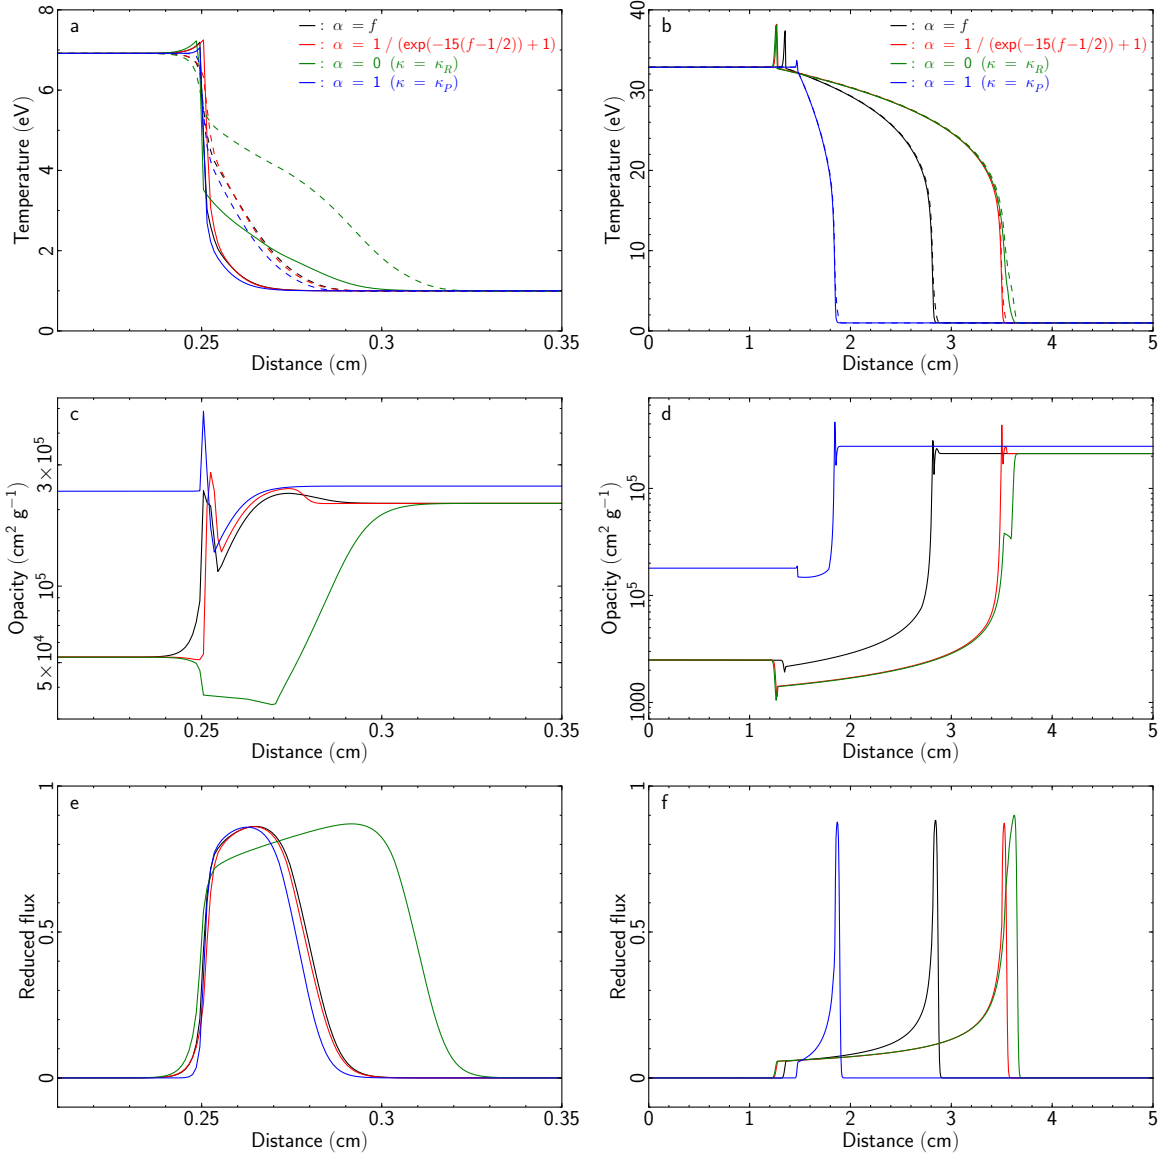 a
— : α = f
— : α = 1 / (exp(−15(f−1/2)) + 1)
— : α = 0 (κ = κ_R)
— : α = 1 (κ = κ_P)
Temperature (eV)
0 2 4 6 8
0.25 0.3 0.35
Distance (cm)
b
— : α = f
— : α = 1 / (exp(−15(f−1/2)) + 1)
— : α = 0 (κ = κ_R)
— : α = 1 (κ = κ_P)
Temperature (eV)
0 10 20 30 40
0 1 2 3 4 5
Distance (cm)
c
Opacity (cm² g⁻¹)
5×10⁴ 10⁵ 3×10⁵
0.25 0.3 0.35
Distance (cm)
d
Opacity (cm² g⁻¹)
1000 10⁵ 10⁵
0 1 2 3 4 5
Distance (cm)
e
Reduced flux
0 0.5 1
0.25 0.3 0.35
Distance (cm)
f
Reduced flux
0 0.5 1
0 1 2 3 4 5
Distance (cm)